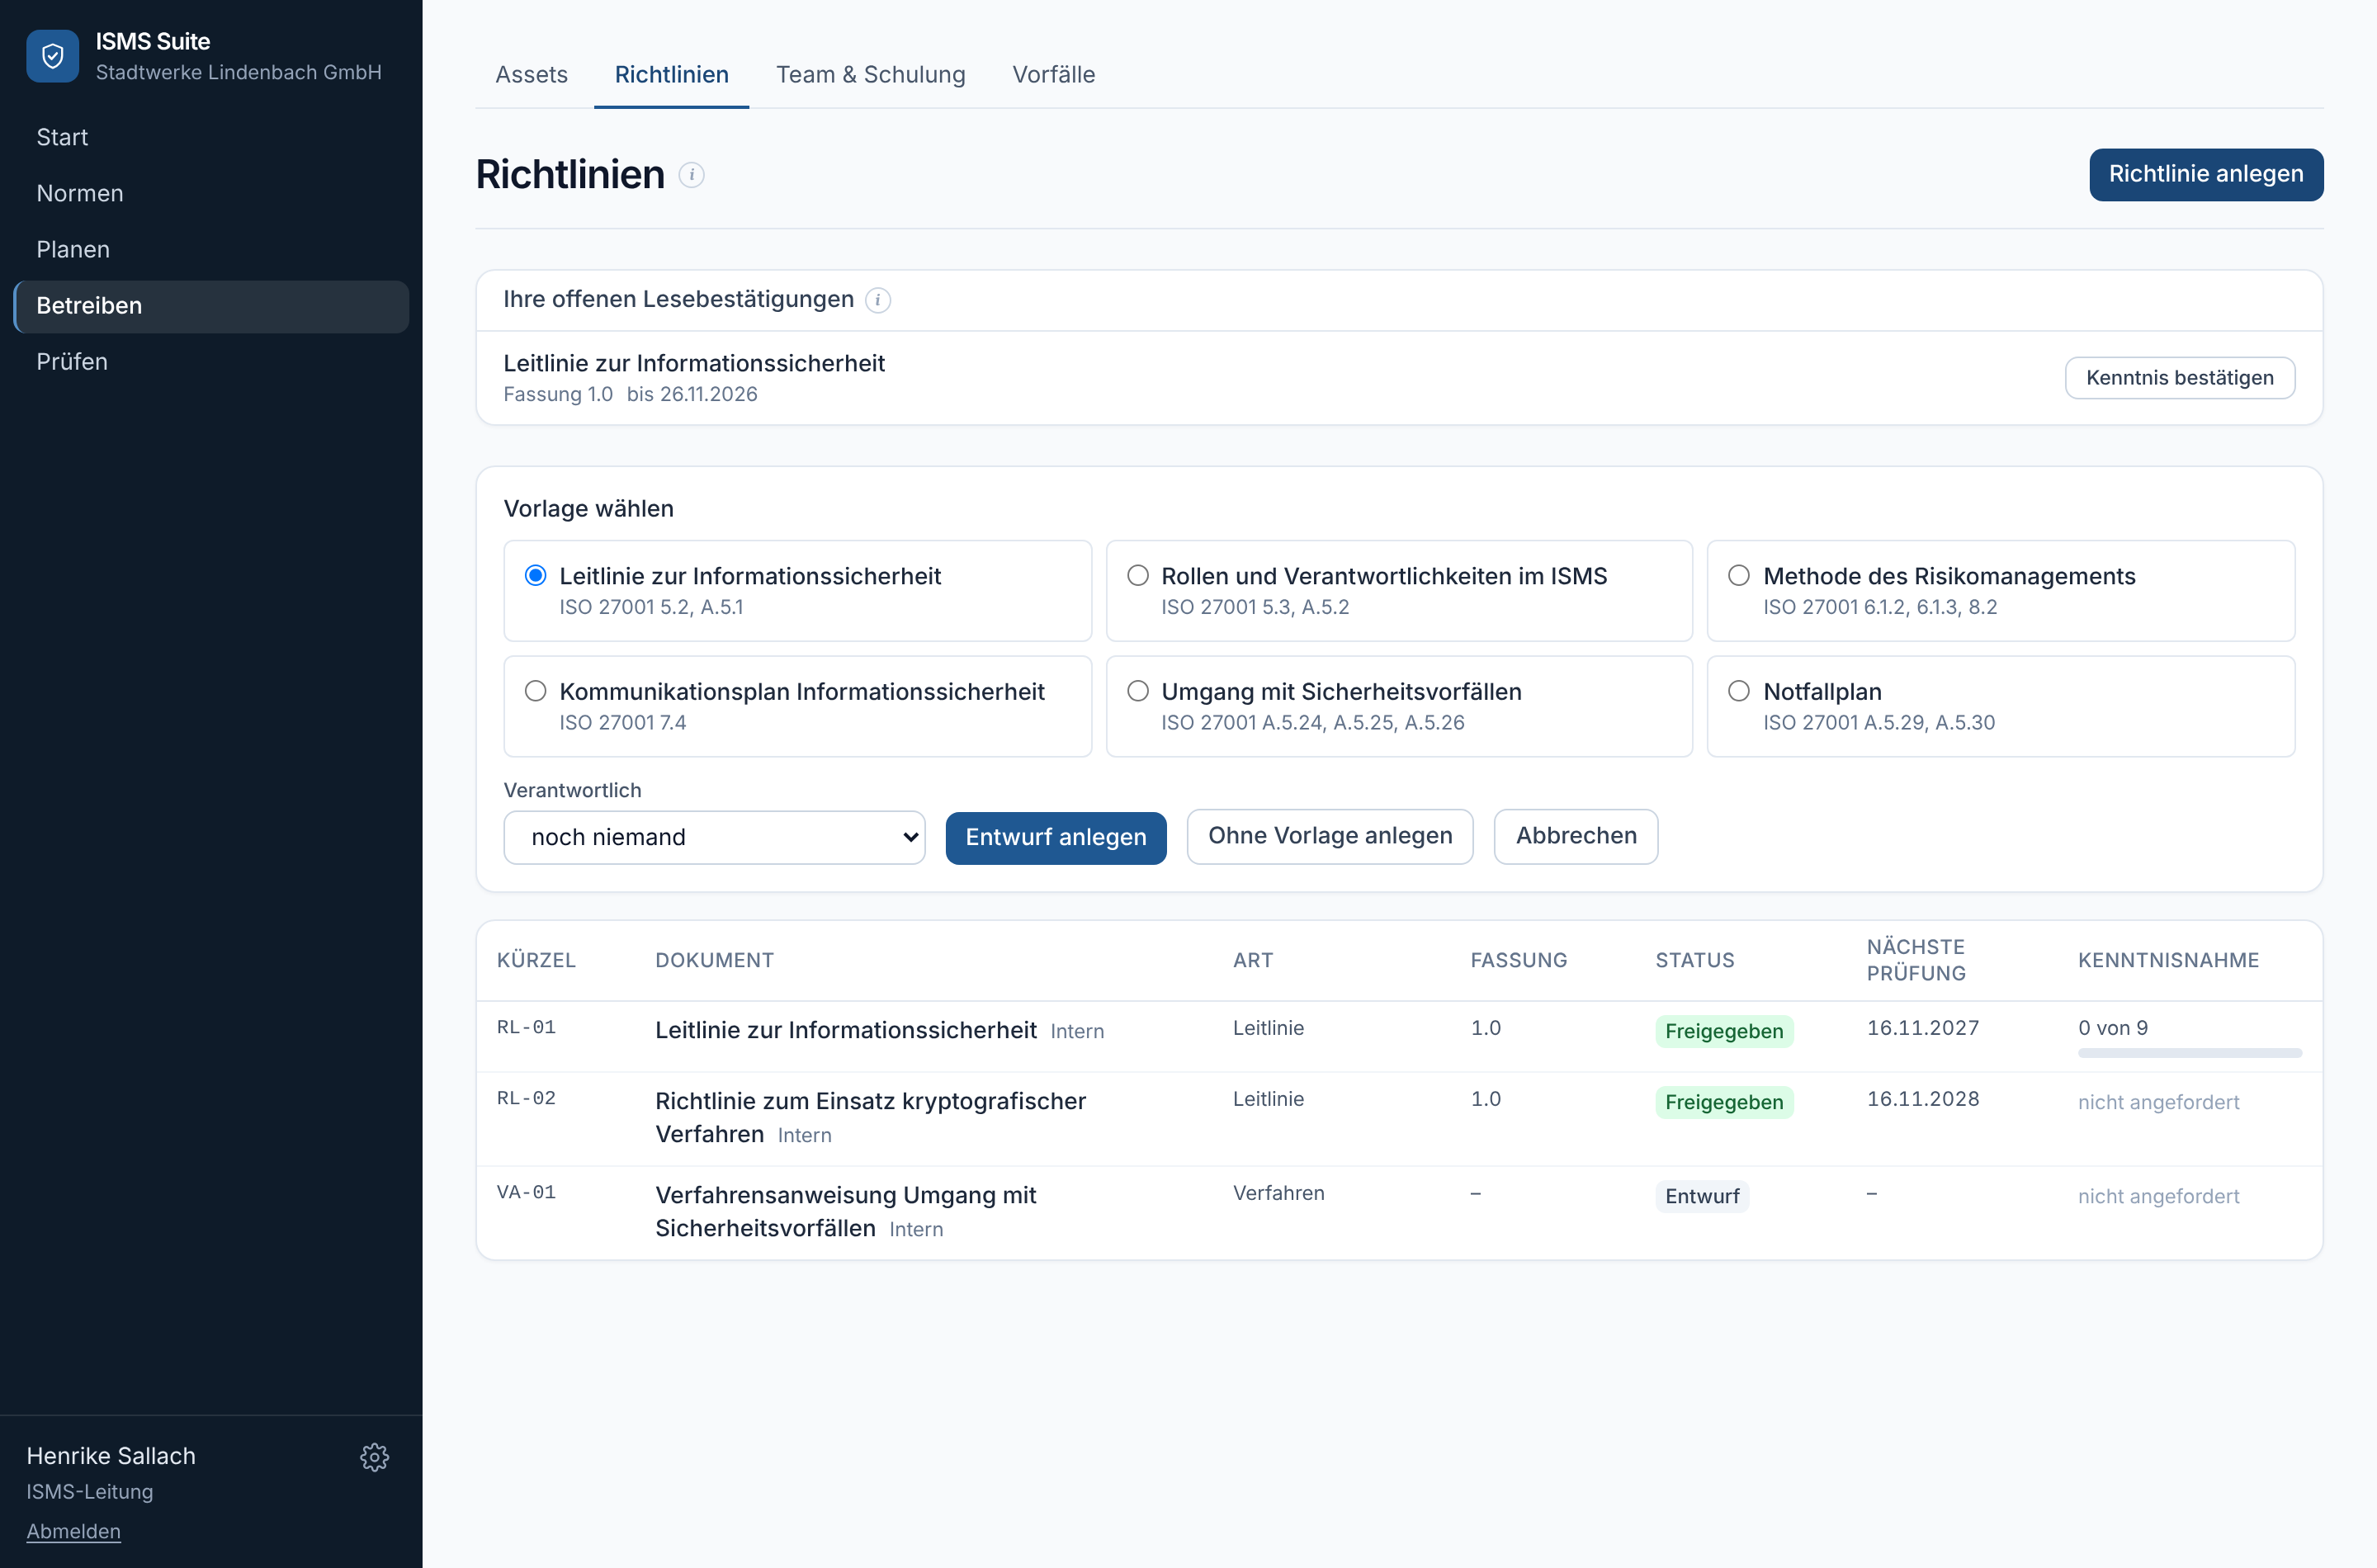 ISMS Suite
Stadtwerke Lindenbach GmbH
Start
Normen
Planen
Betreiben
Prüfen
Henrike Sallach
ISMS-Leitung
Abmelden
Assets Richtlinien Team & Schulung Vorfälle
Richtlinien i
Richtlinie anlegen
Ihre offenen Lesebestätigungen i
Leitlinie zur Informationssicherheit
Fassung 1.0 bis 26.11.2026
Kenntnis bestätigen
Vorlage wählen
Leitlinie zur Informationssicherheit
ISO 27001 5.2, A.5.1
Rollen und Verantwortlichkeiten im ISMS
ISO 27001 5.3, A.5.2
Methode des Risikomanagements
ISO 27001 6.1.2, 6.1.3, 8.2
Kommunikationsplan Informationssicherheit
ISO 27001 7.4
Umgang mit Sicherheitsvorfällen
ISO 27001 A.5.24, A.5.25, A.5.26
Notfallplan
ISO 27001 A.5.29, A.5.30
Verantwortlich
noch niemand
Entwurf anlegen
Ohne Vorlage anlegen
Abbrechen
KÜRZEL DOKUMENT ART FASSUNG STATUS NÄCHSTE PRÜFUNG KENNTNISNAHME
RL-01 Leitlinie zur Informationssicherheit Intern Leitlinie 1.0 Freigegeben 16.11.2027 0 von 9
RL-02 Richtlinie zum Einsatz kryptografischer Verfahren Intern Leitlinie 1.0 Freigegeben 16.11.2028 nicht angefordert
VA-01 Verfahrensanweisung Umgang mit Sicherheitsvorfällen Intern Verfahren – Entwurf – nicht angefordert